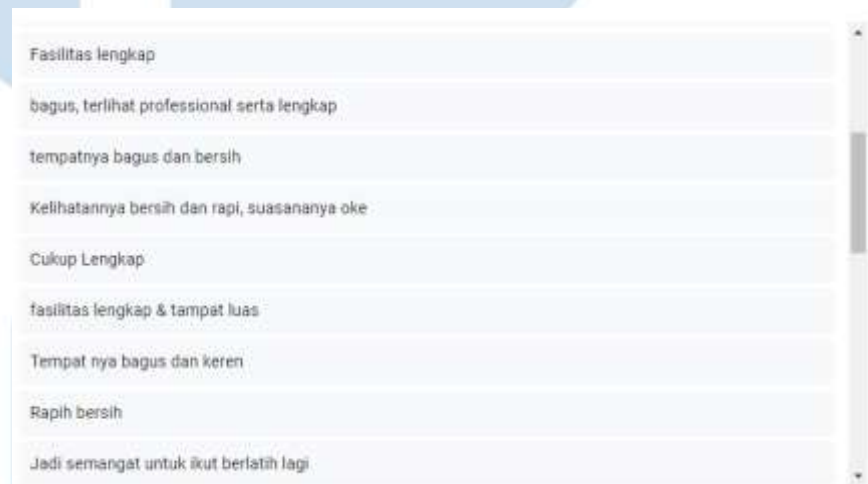 Fasilitas lengkap
bagus, terlihat professional serta lengkap
tempatnya bagus dan bersih
Kelihatannya bersih dan rapi, suasananya oke
Cukup Lengkap
fasilitas lengkap & tampat luas
Tempat nya bagus dan keren
Rapih bersih
Jadi semangat untuk ikut berlatih lagi